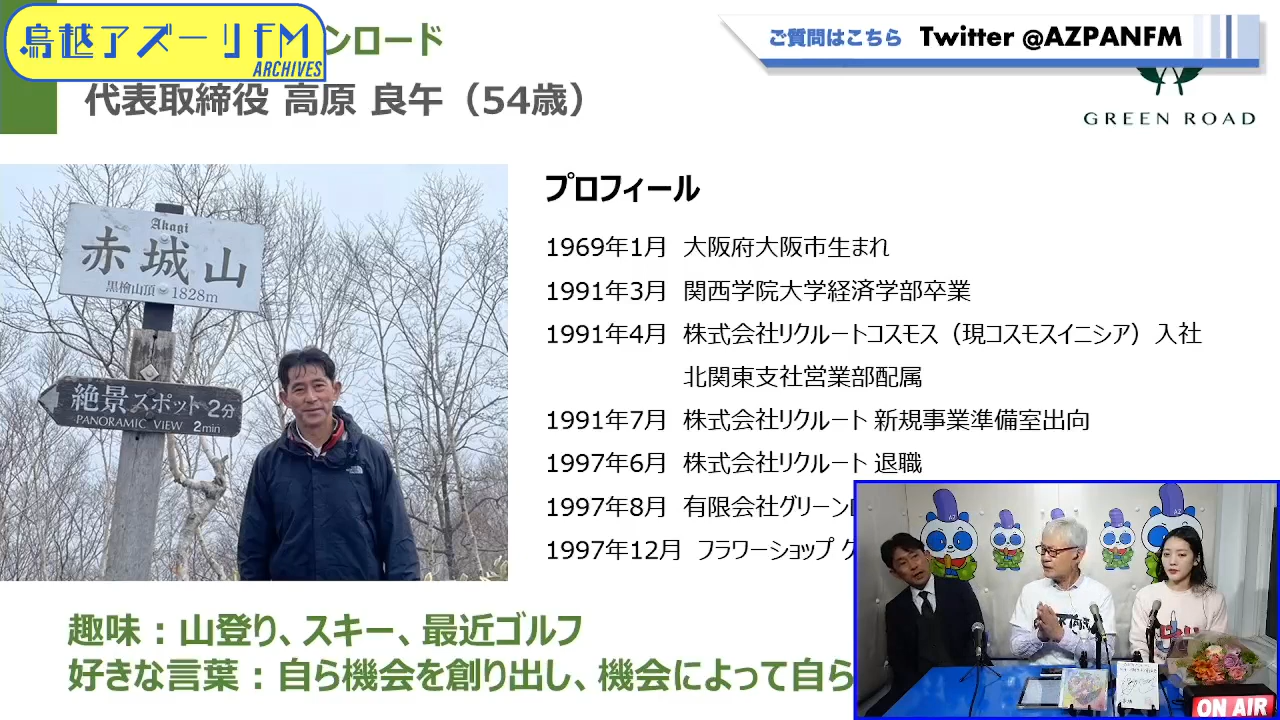 鳥越アズーリFM
ARCHIVES
ンロード
ご質問はこちら Twitter @AZPANFM
代表取締役 高原 良午（54歳）
GREEN ROAD
プロフィール
1969年1月 大阪府大阪市生まれ
1991年3月 関西学院大学経済学部卒業
1991年4月 株式会社リクルートコスモス（現コスモスイニシア）入社
北関東支社営業部配属
1991年7月 株式会社リクルート 新規事業準備室出向
1997年6月 株式会社リクルート 退職
1997年8月 有限会社グリーン
1997年12月 フラワーショップ
Akagi
赤城山
黒檜山頂 1828m
絶景スポット 2分
PANORAMIC VIEW 2min
趣味：山登り、スキー、最近ゴルフ
好きな言葉：自ら機会を創り出し、機会によって自ら
AZ
ON AIR